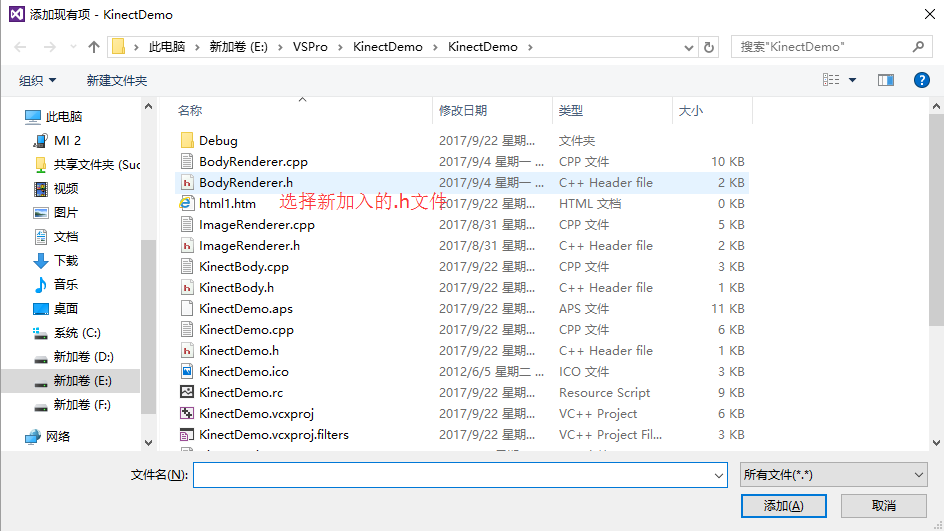 添加现有项 - KinectDemo
此电脑 › 新加卷 (E:) › VSPro › KinectDemo › KinectDemo ›
搜索"KinectDemo"
组织 新建文件夹
名称 修改日期 类型 大小
此电脑
MI 2
共享文件夹 (Suc
视频
图片
文档
下载
音乐
桌面
系统 (C:)
新加卷 (D:)
新加卷 (E:)
新加卷 (F:)
网络
Debug 2017/9/22 星期... 文件夹
BodyRenderer.cpp 2017/9/4 星期一 ... CPP 文件 10 KB
BodyRenderer.h 2017/9/4 星期一 ... C++ Header file 2 KB
选择新加入的.h文件
html1.htm 2017/9/22 星期... HTML 文档 0 KB
ImageRenderer.cpp 2017/8/31 星期... CPP 文件 5 KB
ImageRenderer.h 2017/8/31 星期... C++ Header file 2 KB
KinectBody.cpp 2017/9/22 星期... CPP 文件 3 KB
KinectBody.h 2017/9/22 星期... C++ Header file 1 KB
KinectDemo.aps 2017/9/22 星期... APS 文件 11 KB
KinectDemo.cpp 2017/9/22 星期... CPP 文件 6 KB
KinectDemo.h 2017/9/22 星期... C++ Header file 1 KB
KinectDemo.ico 2012/6/5 星期二 ... ICO 文件 3 KB
KinectDemo.rc 2017/9/22 星期... Resource Script 9 KB
KinectDemo.vcxproj 2017/9/22 星期... VC++ Project 6 KB
KinectDemo.vcxproj.filters 2017/9/22 星期... VC++ Project Fil... 3 KB
文件名(N):
所有文件(*.*)
添加(A) 取消